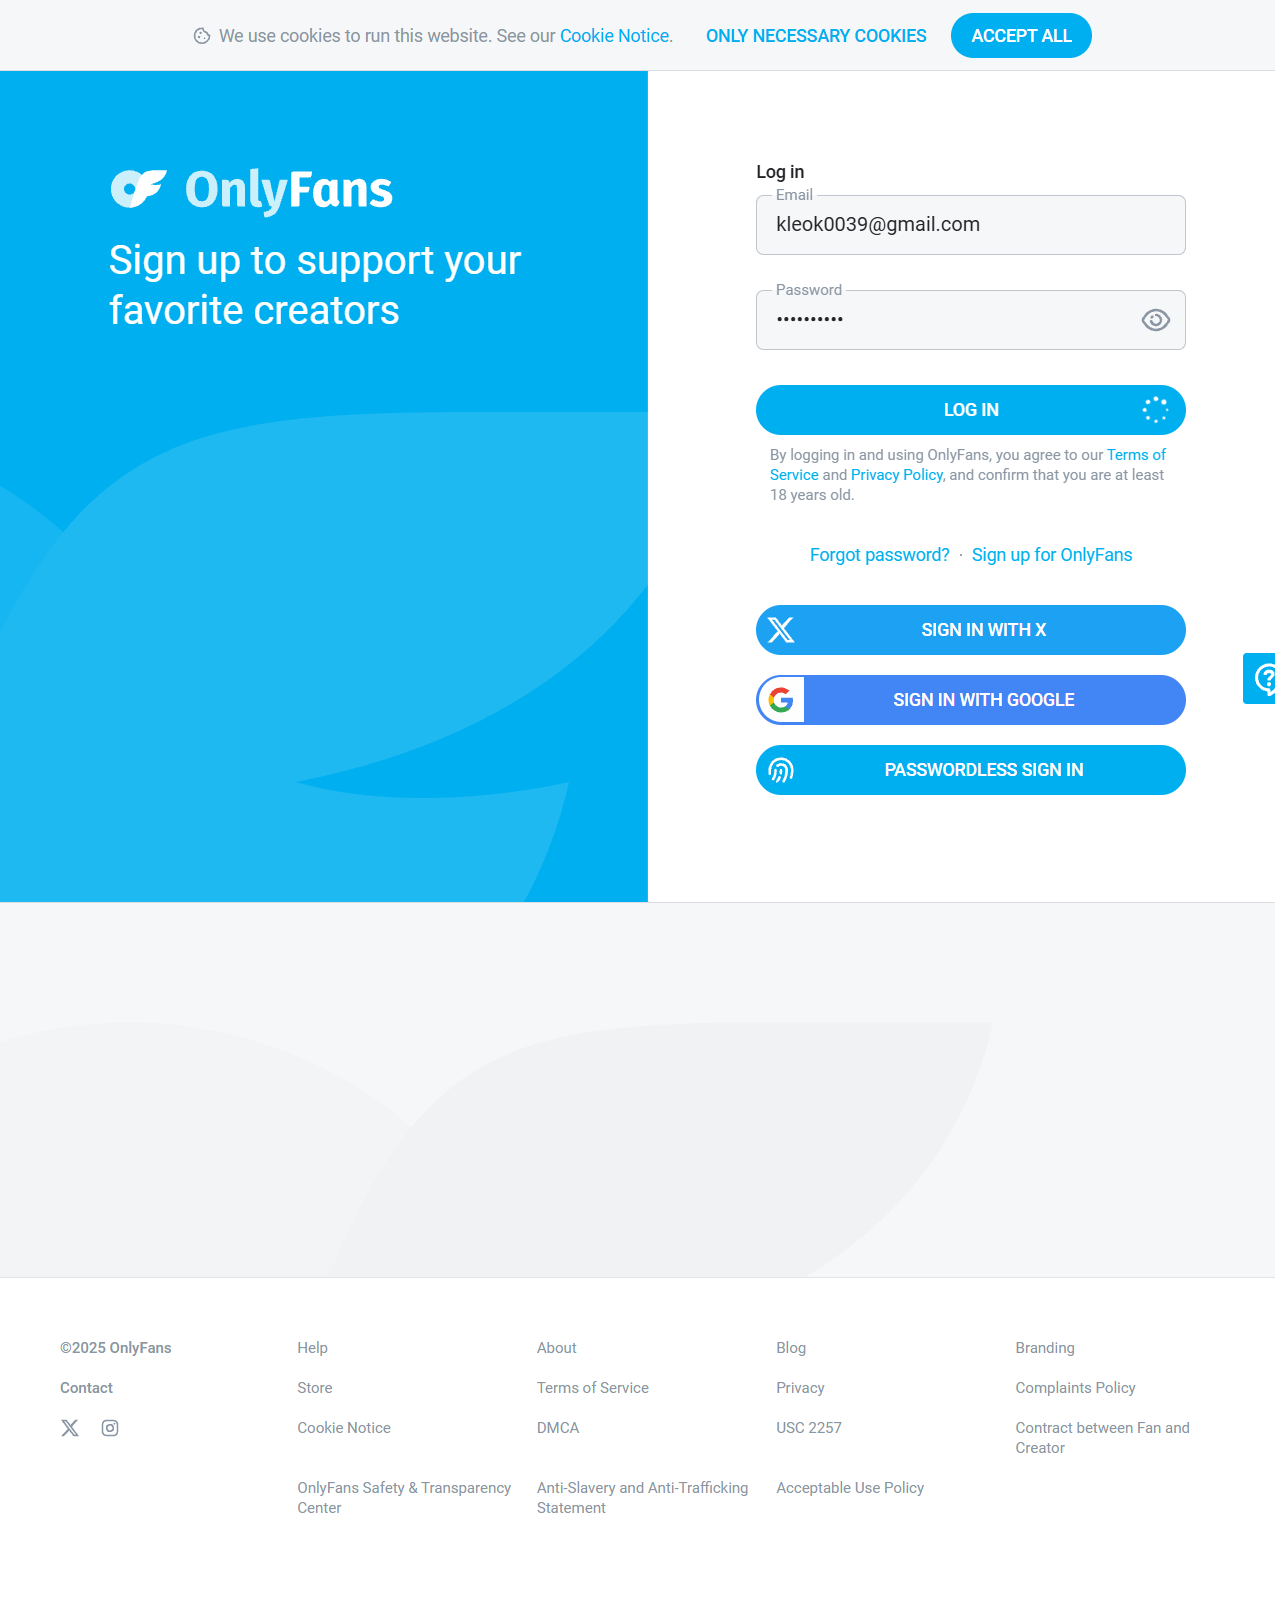 We use cookies to run this website. See our Cookie Notice.
ONLY NECESSARY COOKIES
ACCEPT ALL
OnlyFans
Sign up to support your
favorite creators
Log in
Email
kleok0039@gmail.com
Password
••••••••••
LOG IN
By logging in and using OnlyFans, you agree to our Terms of
Service and Privacy Policy, and confirm that you are at least
18 years old.
Forgot password? · Sign up for OnlyFans
SIGN IN WITH X
SIGN IN WITH GOOGLE
PASSWORDLESS SIGN IN
©2025 OnlyFans
Help
About
Blog
Branding
Contact
Store
Terms of Service
Privacy
Complaints Policy
Cookie Notice
DMCA
USC 2257
Contract between Fan and
Creator
OnlyFans Safety & Transparency
Center
Anti-Slavery and Anti-Trafficking
Statement
Acceptable Use Policy